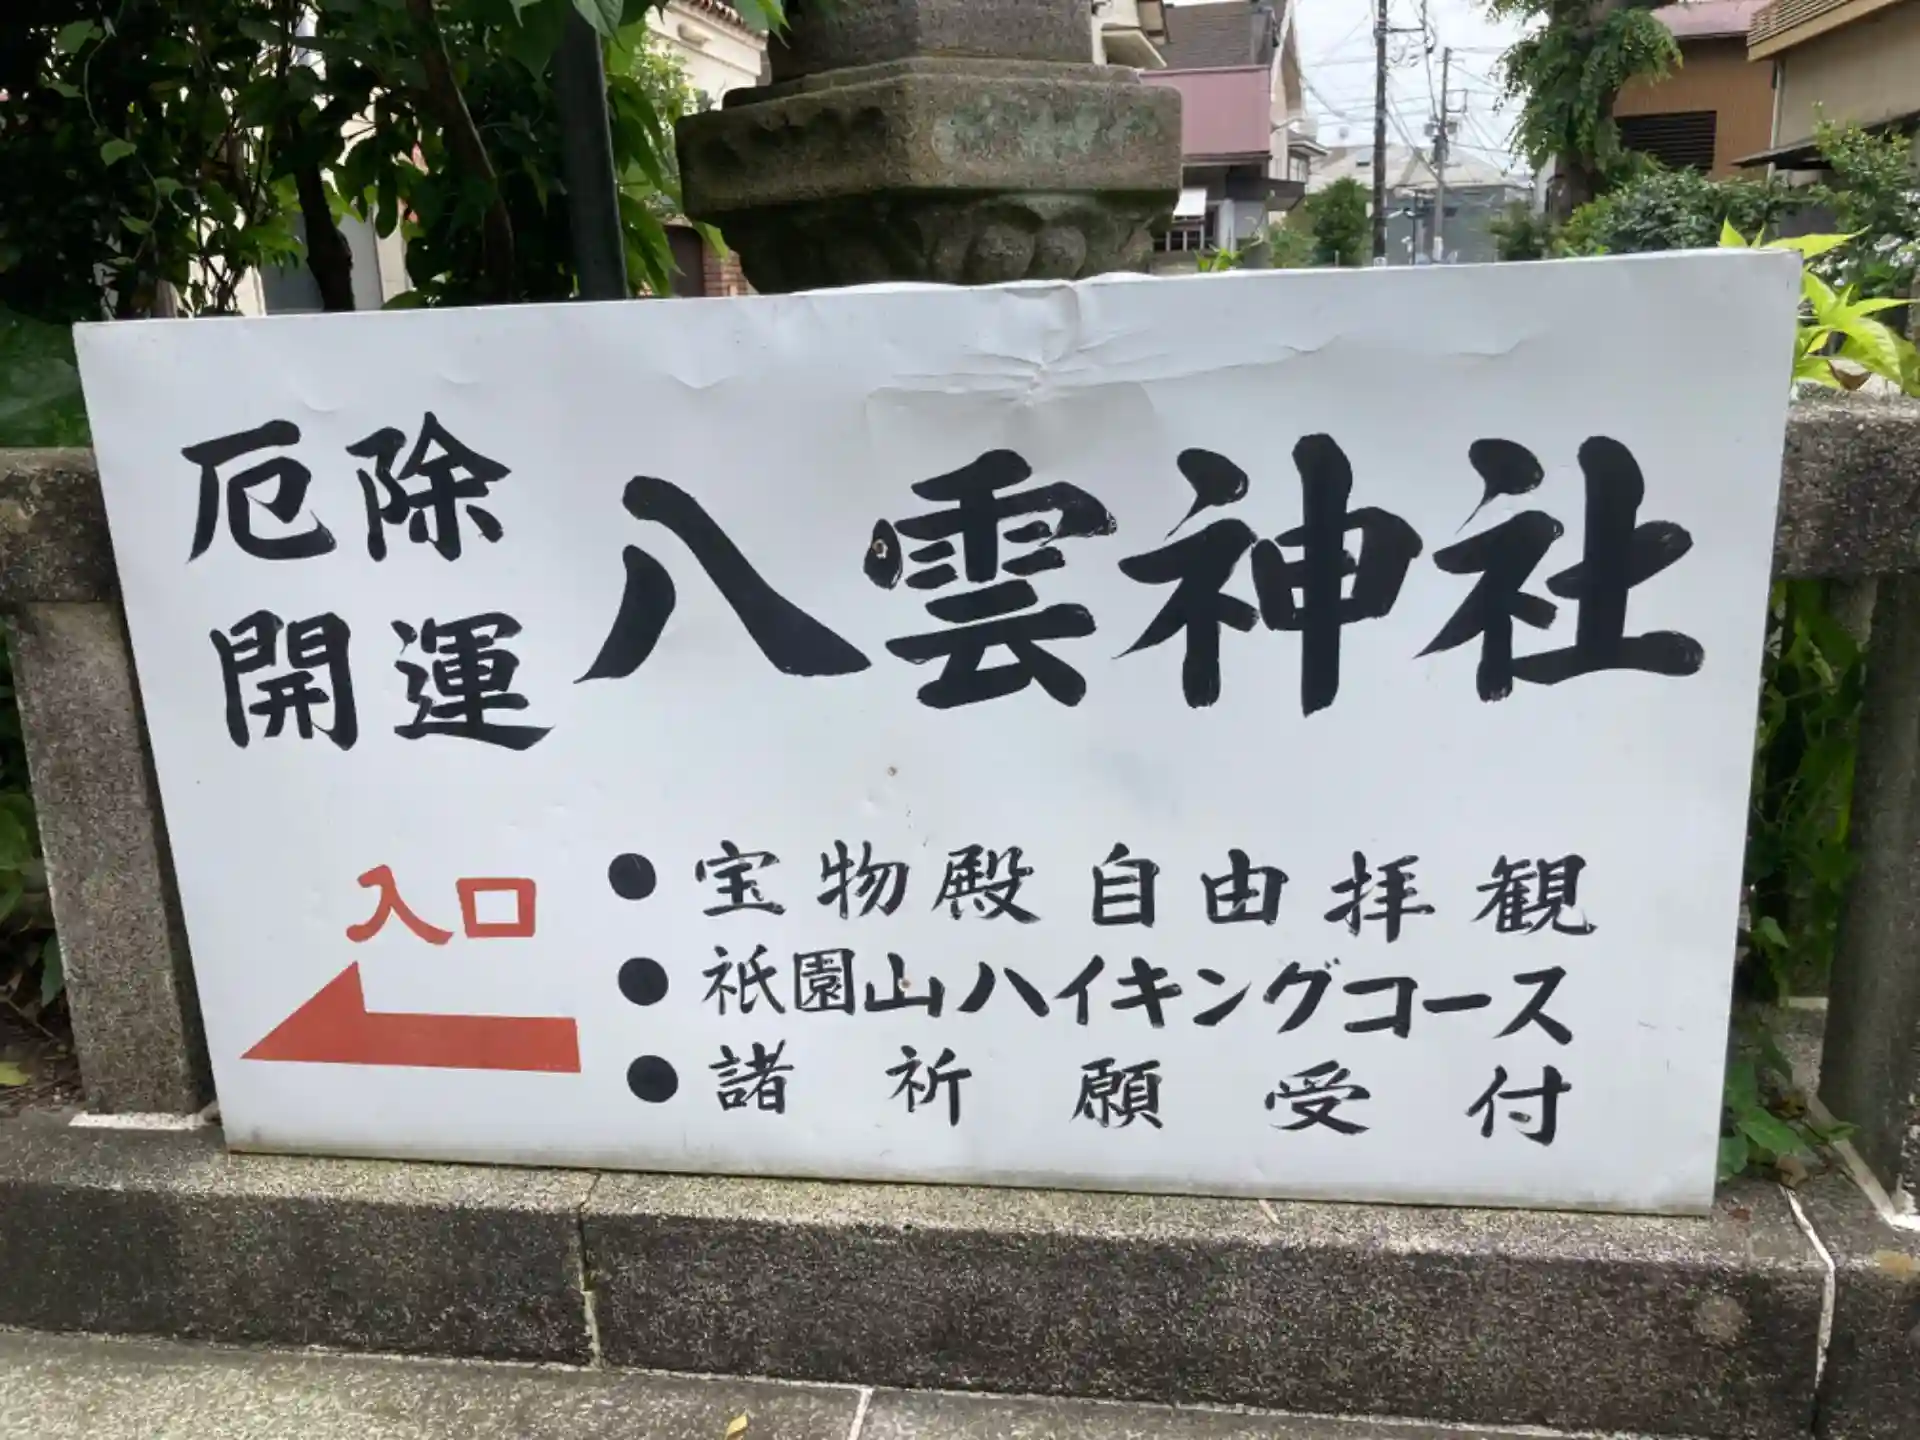 厄除 八雲神社
開運
入口
●宝物殿自由拝観
●祇園山ハイキングコース
●諸祈願受付